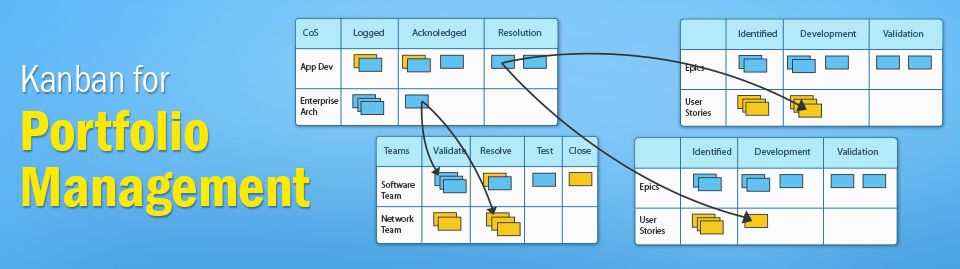 Kanban for
Portfolio
Management
CoS Logged Acknoledged Resolution
App Dev
Enterprise
Arch
Teams Validate Resolve Test Close
Software
Team
Network
Team
Identified Development Validation
Epics
User
Stories
Identified Development Validation
Epics
User
Stories